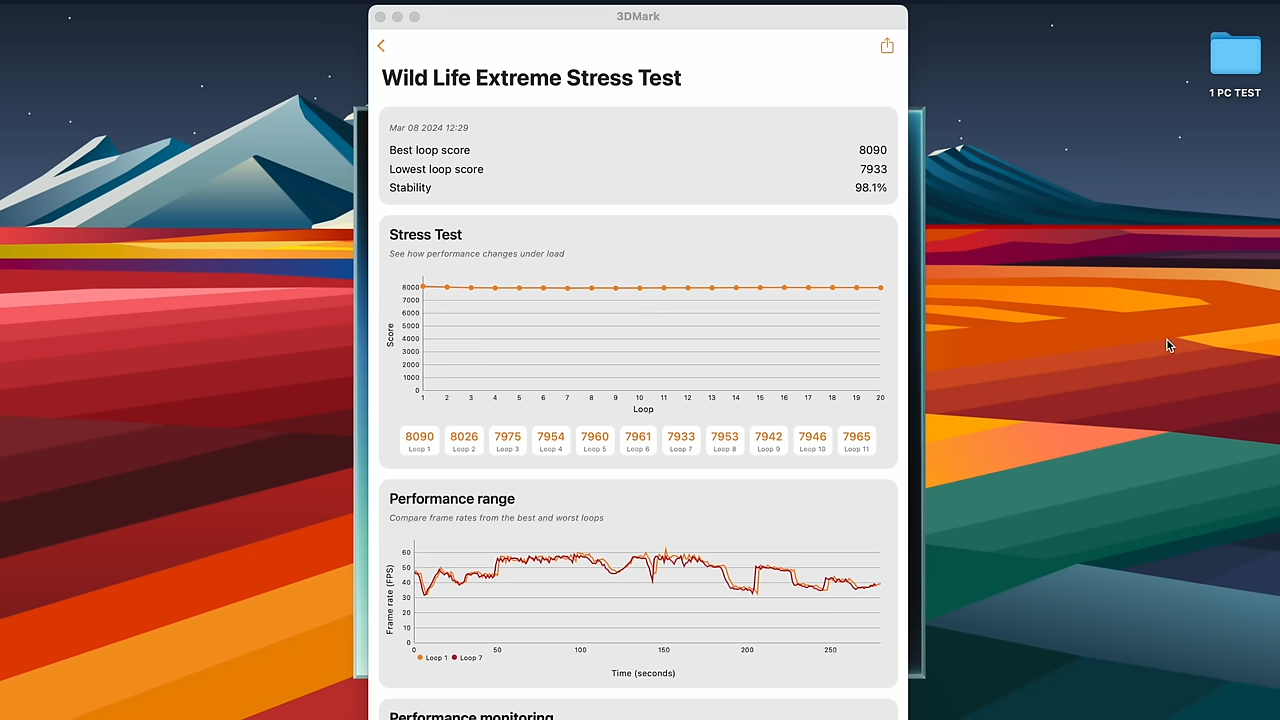 3DMark
Wild Life Extreme Stress Test
1 PC TEST
Mar 08 2024 12:29
Best loop score 8090
Lowest loop score 7933
Stability 98.1%
Stress Test
See how performance changes under load
8000
7000
6000
5000
4000
3000
2000
1000
0
Score
1 2 3 4 5 6 7 8 9 10 11 12 13 14 15 16 17 18 19 20
Loop
8090 8026 7975 7954 7960 7961 7933 7953 7942 7946 7965
Loop 1 Loop 2 Loop 3 Loop 4 Loop 5 Loop 6 Loop 7 Loop 8 Loop 9 Loop 10 Loop 11
Performance range
Compare frame rates from the best and worst loops
60
50
40
30
20
10
0
Frame rate (FPS)
0 50 100 150 200 250
Loop 1 Loop 7
Time (seconds)
Performance monitoring